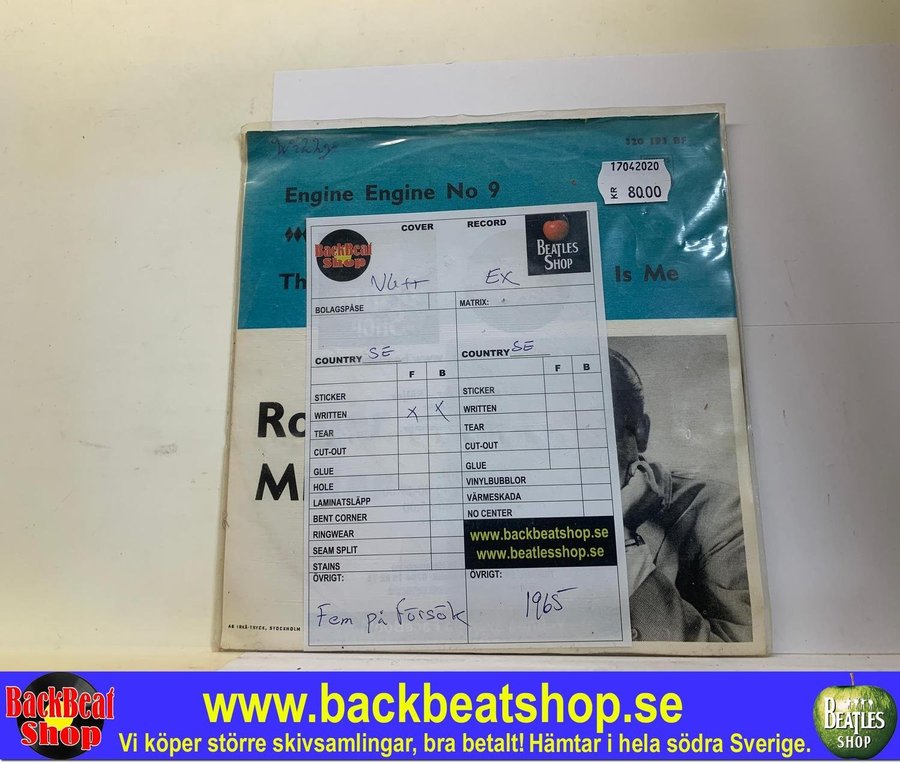 120 191 BF
17042020
KR 80.00
Engine Engine No 9
Th
Is Me
Ro
M
AB IRKÅ-TRYCK, STOCKHOLM
BackBeat Shop
COVER
RECORD
BEATLES SHOP
VG++
EX
BOLAGSPÅSE
MATRIX:
COUNTRY SE
COUNTRY SE
F B
F B
STICKER
STICKER
WRITTEN X X
WRITTEN
TEAR
TEAR
CUT-OUT
CUT-OUT
GLUE
GLUE
HOLE
VINYLBUBBLOR
LAMINATSLÄPP
VÄRMESKADA
BENT CORNER
NO CENTER
RINGWEAR
www.backbeatshop.se
SEAM SPLIT
www.beatlesshop.se
STAINS
ÖVRIGT:
ÖVRIGT:
Fem på försök
1965
BackBeat Shop
www.backbeatshop.se
Vi köper större skivsamlingar, bra betalt! Hämtar i hela södra Sverige.
BEATLES SHOP